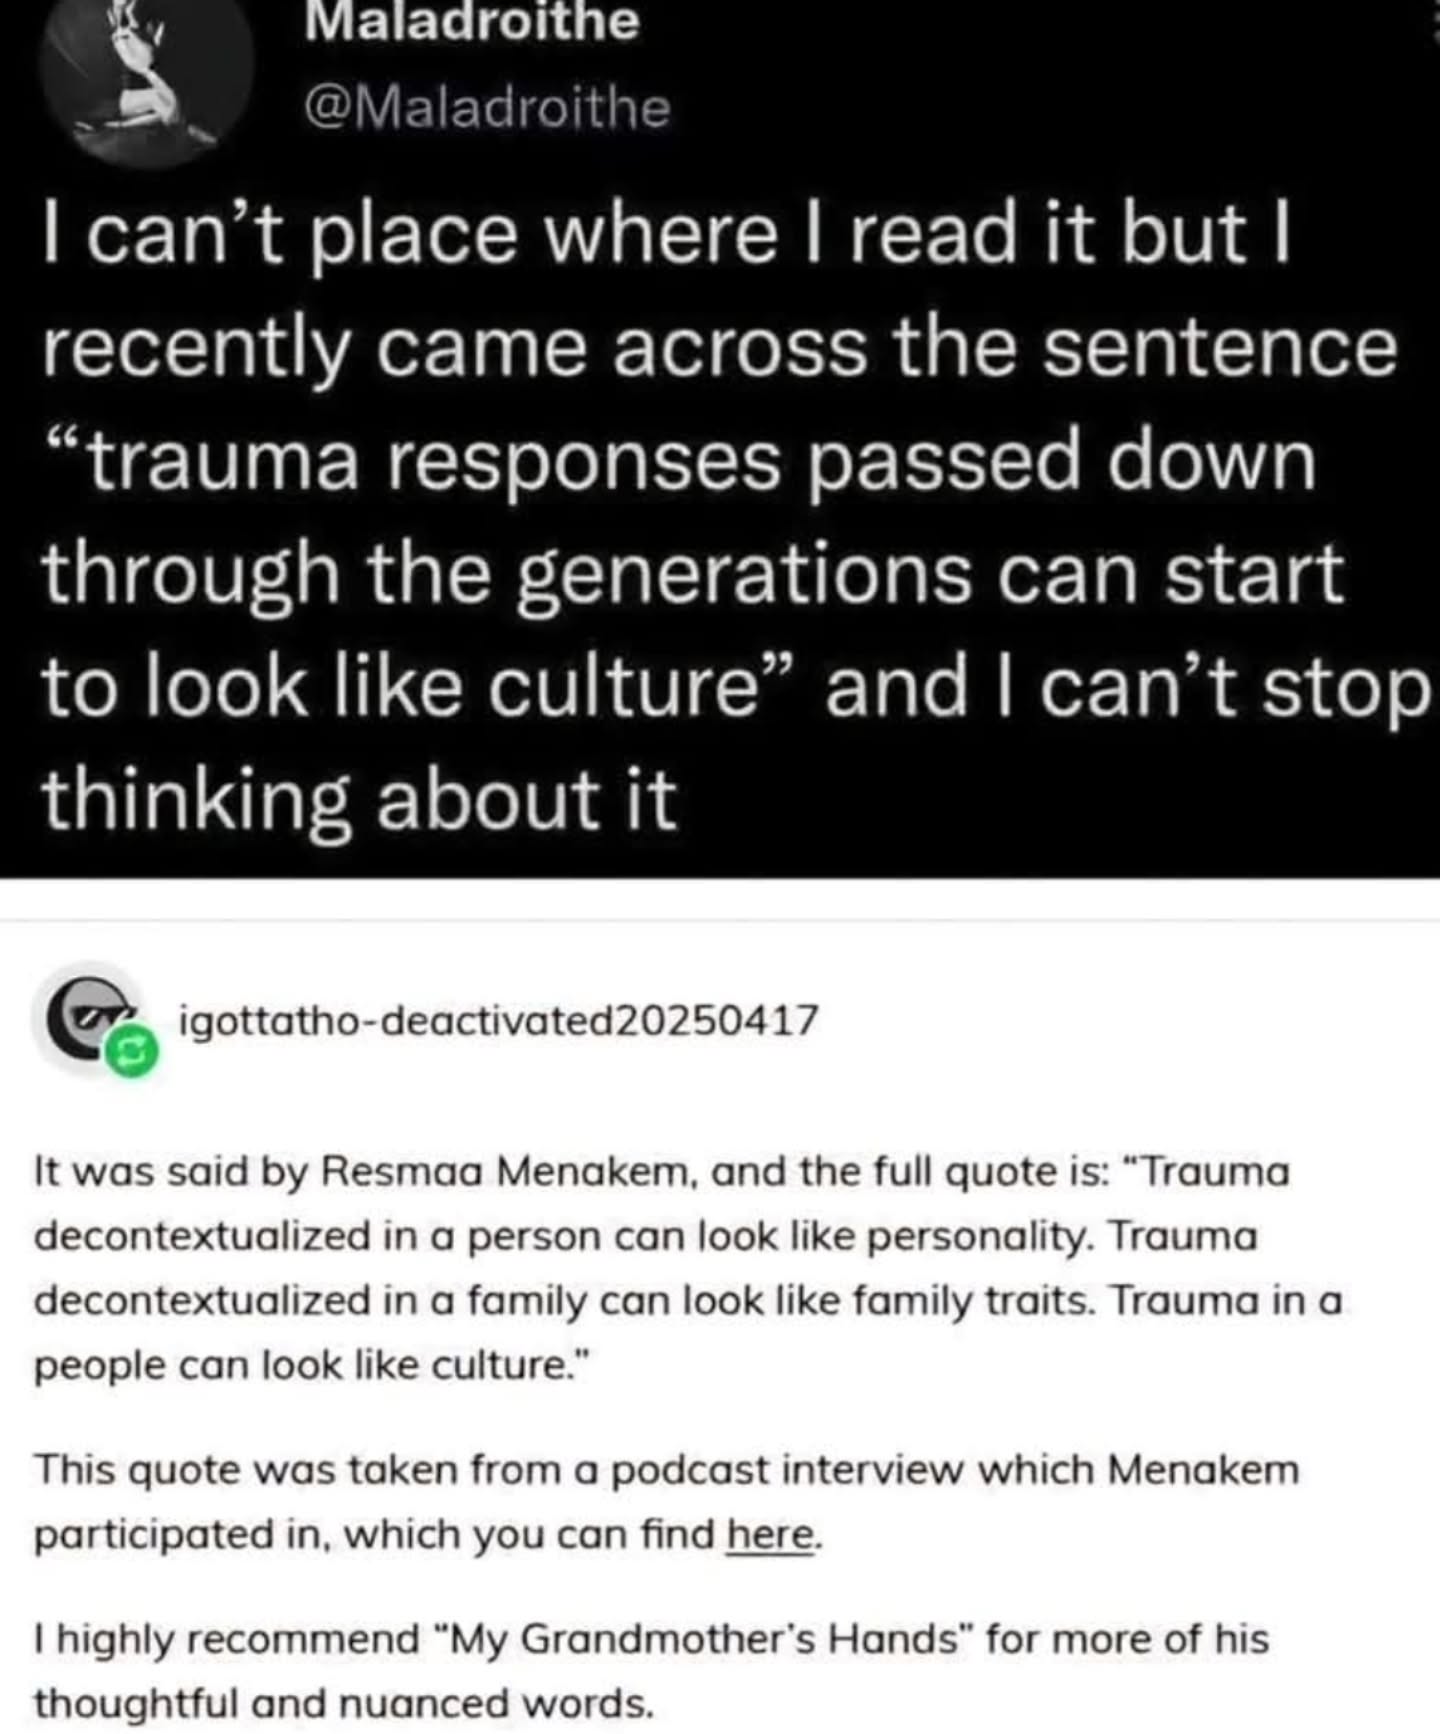 Maladroithe
@Maladroithe
I can’t place where I read it but I
recently came across the sentence
“trauma responses passed down
through the generations can start
to look like culture” and I can’t stop
thinking about it
igottatho-deactivated20250417
It was said by Resmaa Menakem, and the full quote is: "Trauma
decontextualized in a person can look like personality. Trauma
decontextualized in a family can look like family traits. Trauma in a
people can look like culture."
This quote was taken from a podcast interview which Menakem
participated in, which you can find here.
I highly recommend "My Grandmother's Hands" for more of his
thoughtful and nuanced words.